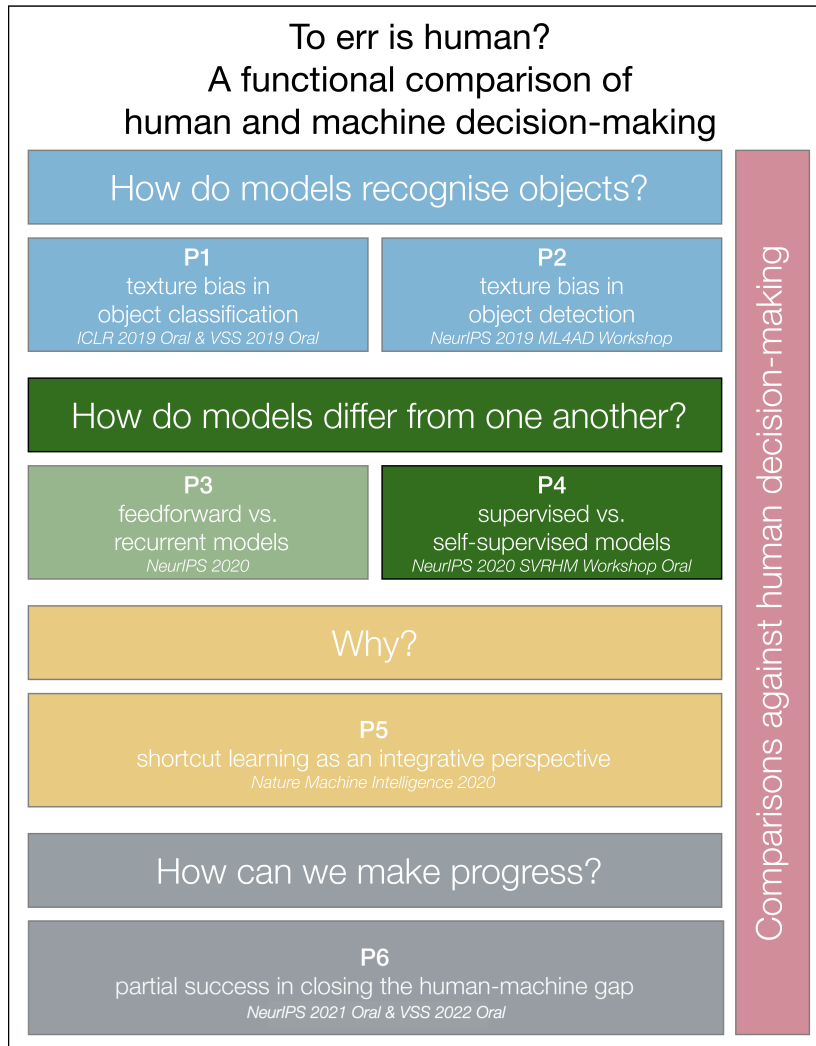 To err is human?
A functional comparison of
human and machine decision-making
How do models recognise objects?
P1
texture bias in
object classification
ICLR 2019 Oral & VSS 2019 Oral
P2
texture bias in
object detection
NeurIPS 2019 ML4AD Workshop
How do models differ from one another?
P3
feedforward vs.
recurrent models
NeurIPS 2020
P4
supervised vs.
self-supervised models
NeurIPS 2020 SVRHM Workshop Oral
Why?
P5
shortcut learning as an integrative perspective
Nature Machine Intelligence 2020
How can we make progress?
P6
partial success in closing the human-machine gap
NeurIPS 2021 Oral & VSS 2022 Oral
Comparisons against human decision-making